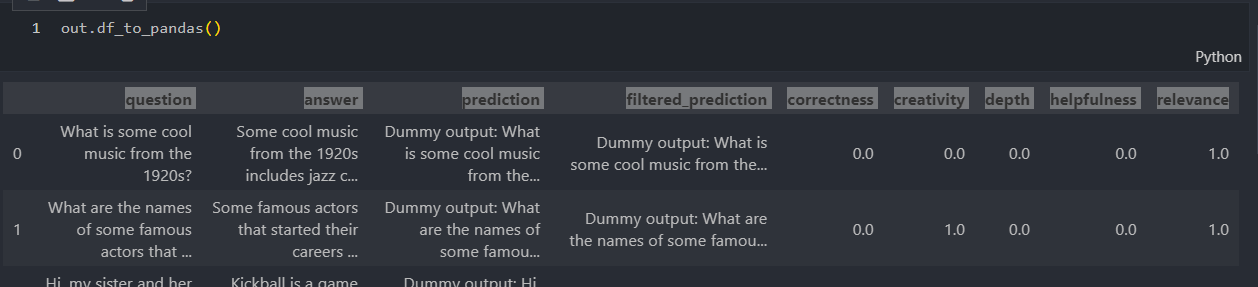 1 out.df_to_pandas()
Python
question answer prediction filtered_prediction correctness creativity depth helpfulness relevance
What is some cool Some cool music Dummy output: What
Dummy output: What is
0 music from the from the 1920s is some cool music 0.0 0.0 0.0 0.0 1.0
some cool music from the...
1920s? includes jazz c... from the...
What are the names Some famous actors Dummy output: What
Dummy output: What are
1 of some famous that started their are the names of 0.0 1.0 0.0 0.0 1.0
the names of some famou...
actors that ... careers ... some famou...
Hi, my sister and her Kickball is a game Dummy output: Hi,